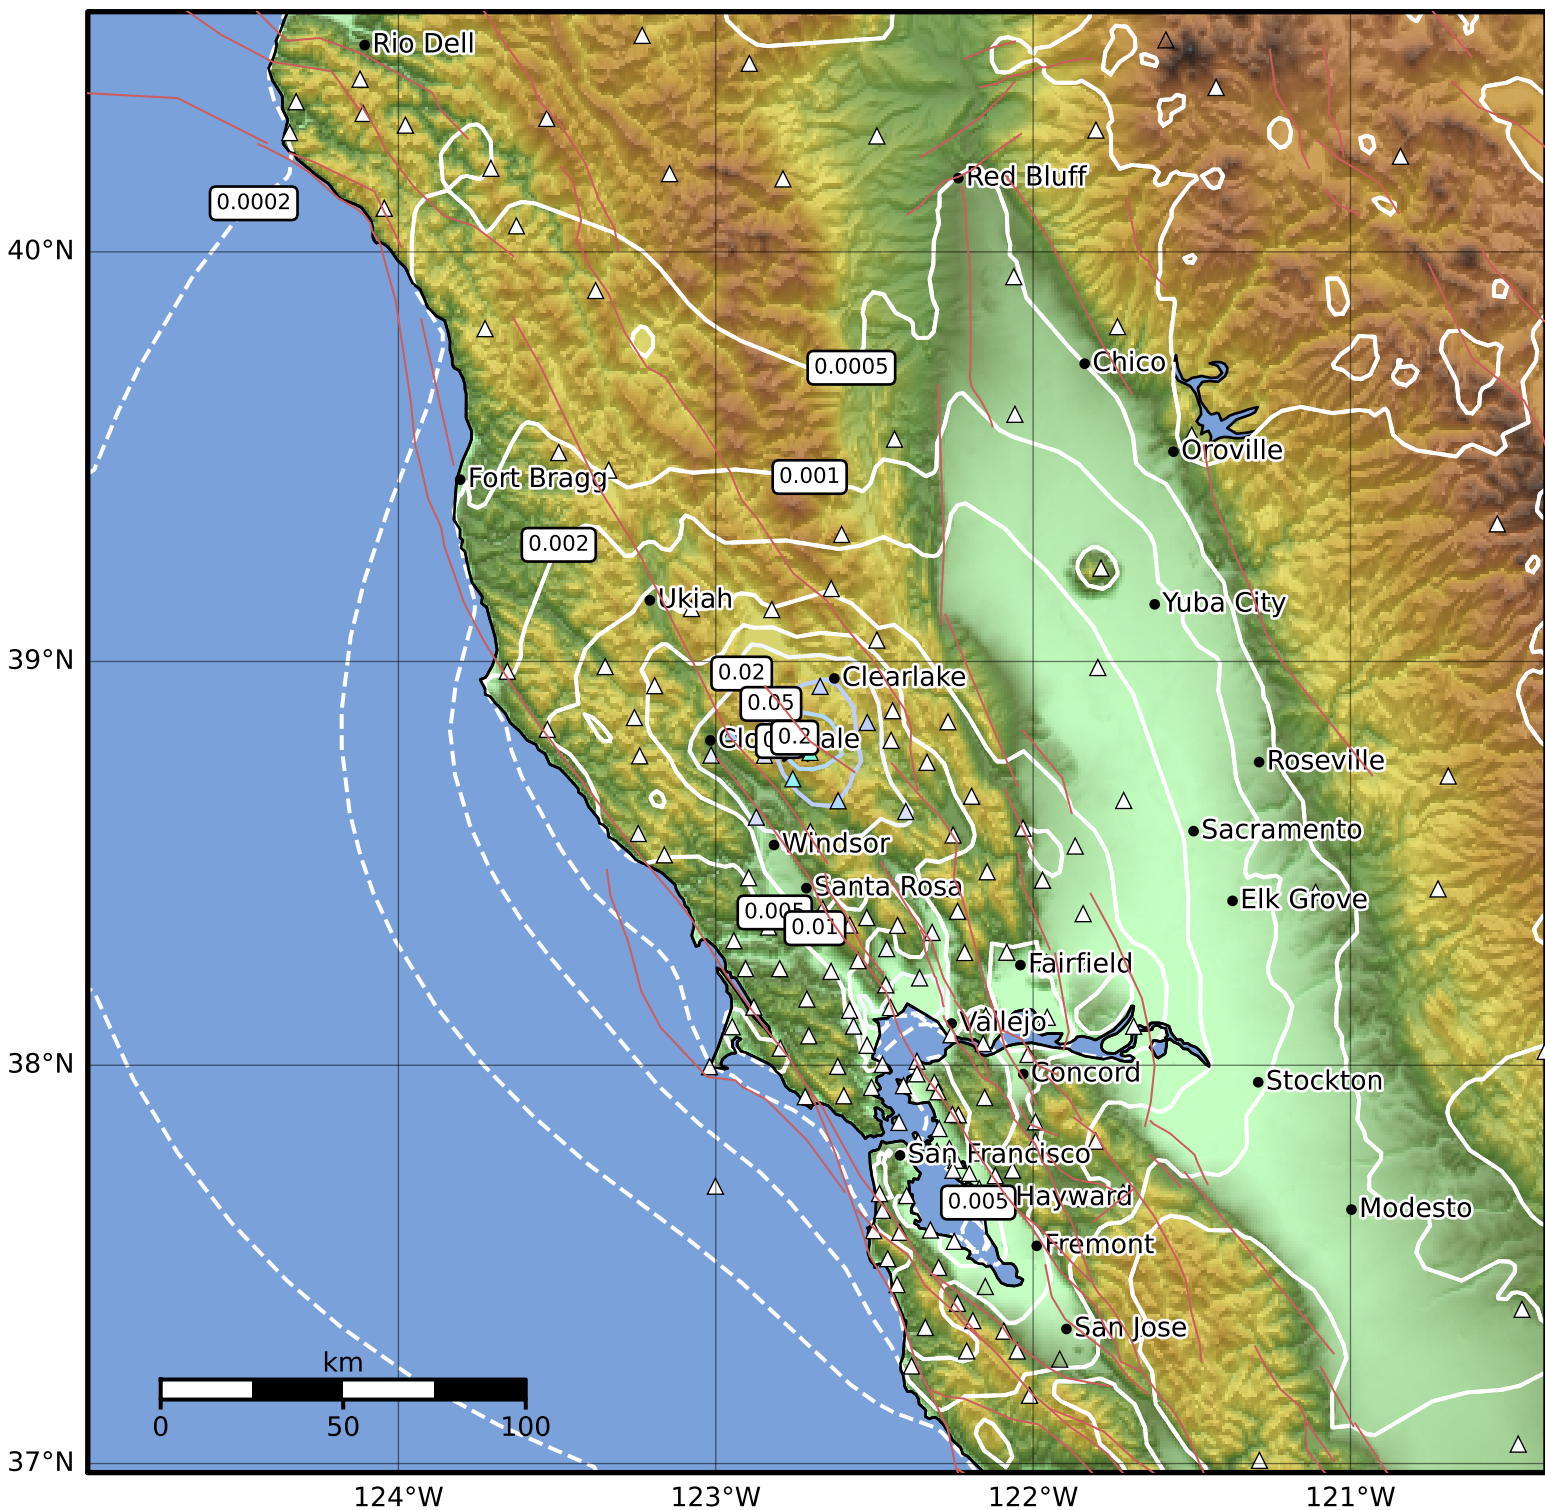 Rio Dell
Red Bluff
0.0002
40°N
0.0005
Chico
Oroville
0.001
Fort Bragg
0.002
Ukiah
Yuba City
39°N
0.02
Clearlake
0.05
0.2
Roseville
Sacramento
Windsor
Santa Rosa
Elk Grove
0.005
0.01
Fairfield
Vallejo
38°N
Concord
Stockton
San Francisco
0.005
Hayward
Modesto
Fremont
San Jose
km
0
50
100
37°N
124°W
123°W
122°W
121°W